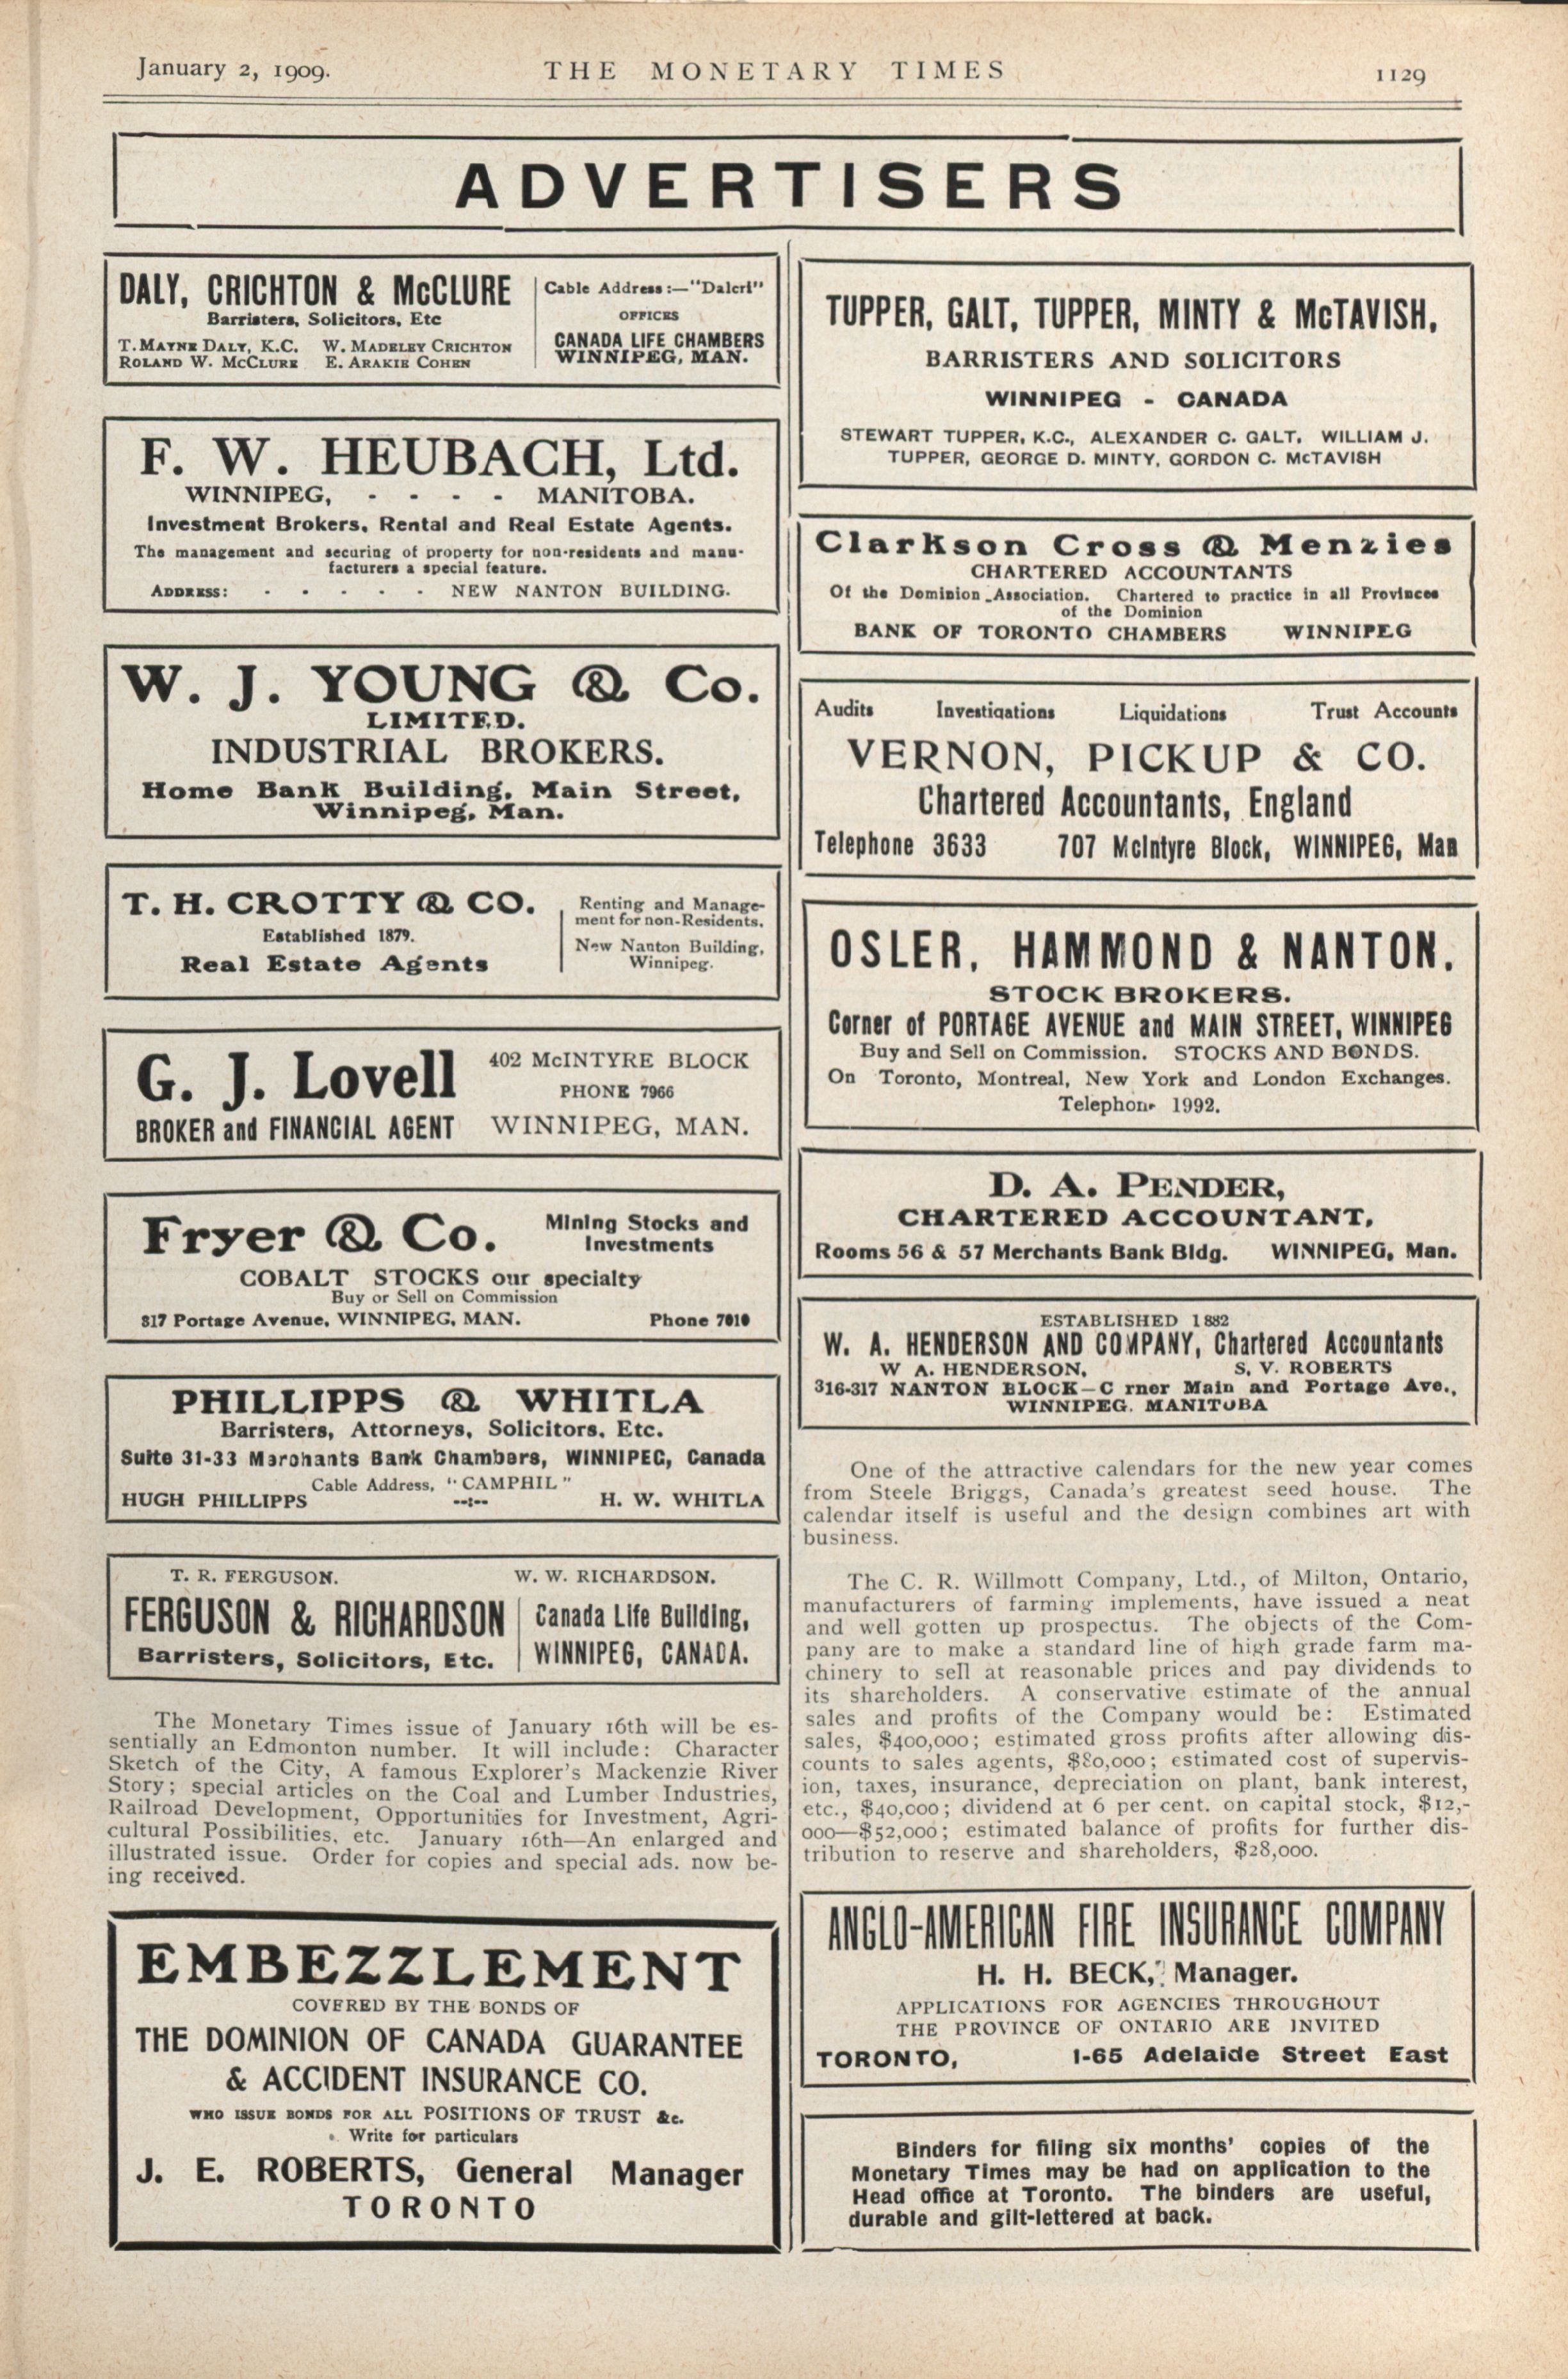 January 2, 1909.
THE MONETARY TIMES
1129
ADVERTISERS
DALY, CRICHTON & McCLURE
Barristers, Solicitors, Etc
T. MAYNE DALY, K.C. W. MADELEY CRICHTON
ROLAND W. MCCLURE E. ARAKIE COHEN
Cable Address:—"Dalcri"
OFFICES
CANADA LIFE CHAMBERS
WINNIPEG, MAN.
F. W. HEUBACH, Ltd.
WINNIPEG, - - - - MANITOBA.
Investment Brokers, Rental and Real Estate Agents.
The management and securing of property for non-residents and manu-
facturers a special feature.
ADDRESS: - - - - - NEW NANTON BUILDING.
W. J. YOUNG & Co.
LIMITED.
INDUSTRIAL BROKERS.
Home Bank Building, Main Street,
Winnipeg, Man.
T. H. CROTTY & CO.
Established 1879.
Real Estate Agents
Renting and Manage-
ment for non-Residents.
New Nanton Building,
Winnipeg.
G. J. Lovell
BROKER and FINANCIAL AGENT
402 McINTYRE BLOCK
PHONE 7966
WINNIPEG, MAN.
Fryer & Co.
Mining Stocks and
Investments
COBALT STOCKS our specialty
Buy or Sell on Commission
317 Portage Avenue, WINNIPEG, MAN. Phone 7010
PHILLIPPS & WHITLA
Barristers, Attorneys, Solicitors, Etc.
Suite 31-33 Merchants Bank Chambers, WINNIPEG, Canada
Cable Address, "CAMPHIL"
HUGH PHILLIPPS --:-- H. W. WHITLA
T. R. FERGUSON. W. W. RICHARDSON.
FERGUSON & RICHARDSON
Barristers, Solicitors, Etc.
Canada Life Building,
WINNIPEG, CANADA.
The Monetary Times issue of January 16th will be es-
sentially an Edmonton number. It will include: Character
Sketch of the City, A famous Explorer's Mackenzie River
Story; special articles on the Coal and Lumber Industries,
Railroad Development, Opportunities for Investment, Agri-
cultural Possibilities, etc. January 16th—An enlarged and
illustrated issue. Order for copies and special ads. now be-
ing received.
EMBEZZLEMENT
COVERED BY THE BONDS OF
THE DOMINION OF CANADA GUARANTEE
& ACCIDENT INSURANCE CO.
WHO ISSUE BONDS FOR ALL POSITIONS OF TRUST &c.
Write for particulars
J. E. ROBERTS, General Manager
TORONTO
TUPPER, GALT, TUPPER, MINTY & McTAVISH,
BARRISTERS AND SOLICITORS
WINNIPEG - CANADA
STEWART TUPPER, K.C., ALEXANDER C. GALT, WILLIAM J.
TUPPER, GEORGE D. MINTY, GORDON C. McTAVISH
Clarkson Cross & Menzies
CHARTERED ACCOUNTANTS
Of the Dominion Association. Chartered to practice in all Provinces
of the Dominion
BANK OF TORONTO CHAMBERS WINNIPEG
Audits Investigations Liquidations Trust Accounts
VERNON, PICKUP & CO.
Chartered Accountants, England
Telephone 3633 707 McIntyre Block, WINNIPEG, Man
OSLER, HAMMOND & NANTON.
STOCK BROKERS.
Corner of PORTAGE AVENUE and MAIN STREET, WINNIPEG
Buy and Sell on Commission. STOCKS AND BONDS.
On Toronto, Montreal, New York and London Exchanges.
Telephone 1992.
D. A. PENDER,
CHARTERED ACCOUNTANT,
Rooms 56 & 57 Merchants Bank Bldg. WINNIPEG, Man.
ESTABLISHED 1882
W. A. HENDERSON AND COMPANY, Chartered Accountants
W A. HENDERSON, S. V. ROBERTS
316-317 NANTON BLOCK—C rner Main and Portage Ave.,
WINNIPEG. MANITOBA
One of the attractive calendars for the new year comes
from Steele Briggs, Canada's greatest seed house. The
calendar itself is useful and the design combines art with
business.
The C. R. Willmott Company, Ltd., of Milton, Ontario,
manufacturers of farming implements, have issued a neat
and well gotten up prospectus. The objects of the Com-
pany are to make a standard line of high grade farm ma-
chinery to sell at reasonable prices and pay dividends to
its shareholders. A conservative estimate of the annual
sales and profits of the Company would be: Estimated
sales, $400,000; estimated gross profits after allowing dis-
counts to sales agents, $80,000; estimated cost of supervis-
ion, taxes, insurance, depreciation on plant, bank interest,
etc., $40,000; dividend at 6 per cent. on capital stock, $12,-
000—$52,000; estimated balance of profits for further dis-
tribution to reserve and shareholders, $28,000.
ANGLO-AMERICAN FIRE INSURANCE COMPANY
H. H. BECK, Manager.
APPLICATIONS FOR AGENCIES THROUGHOUT
THE PROVINCE OF ONTARIO ARE INVITED
TORONTO, 1-65 Adelaide Street East
Binders for filing six months' copies of the
Monetary Times may be had on application to the
Head office at Toronto. The binders are useful,
durable and gilt-lettered at back.